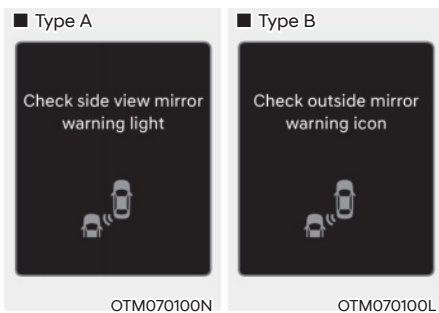 ■ Type A
Check side view mirror
warning light
OTM070100N
■ Type B
Check outside mirror
warning icon
OTM070100L